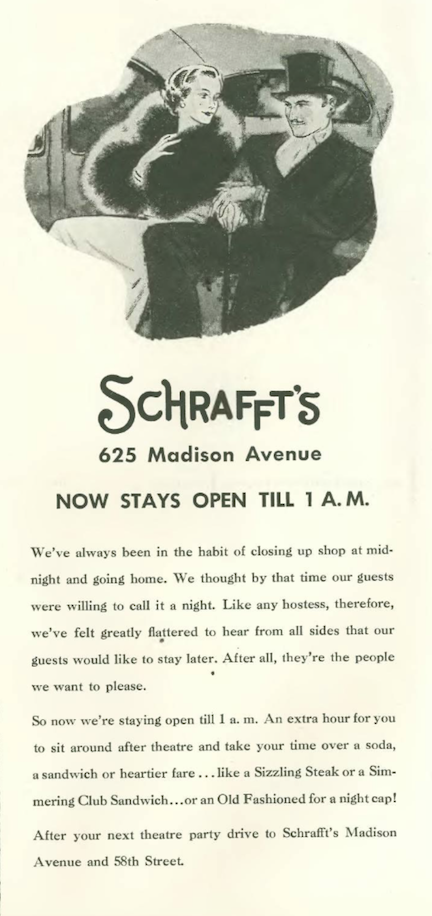 SCHRAFFT'S
625 Madison Avenue
NOW STAYS OPEN TILL 1 A. M.
We've always been in the habit of closing up shop at mid-
night and going home. We thought by that time our guests
were willing to call it a night. Like any hostess, therefore,
we've felt greatly flattered to hear from all sides that our
guests would like to stay later. After all, they're the people
we want to please.
So now we're staying open till 1 a. m. An extra hour for you
to sit around after theatre and take your time over a soda,
a sandwich or heartier fare ... like a Sizzling Steak or a Sim-
mering Club Sandwich...or an Old Fashioned for a night cap!
After your next theatre party drive to Schrafft's Madison
Avenue and 58th Street.